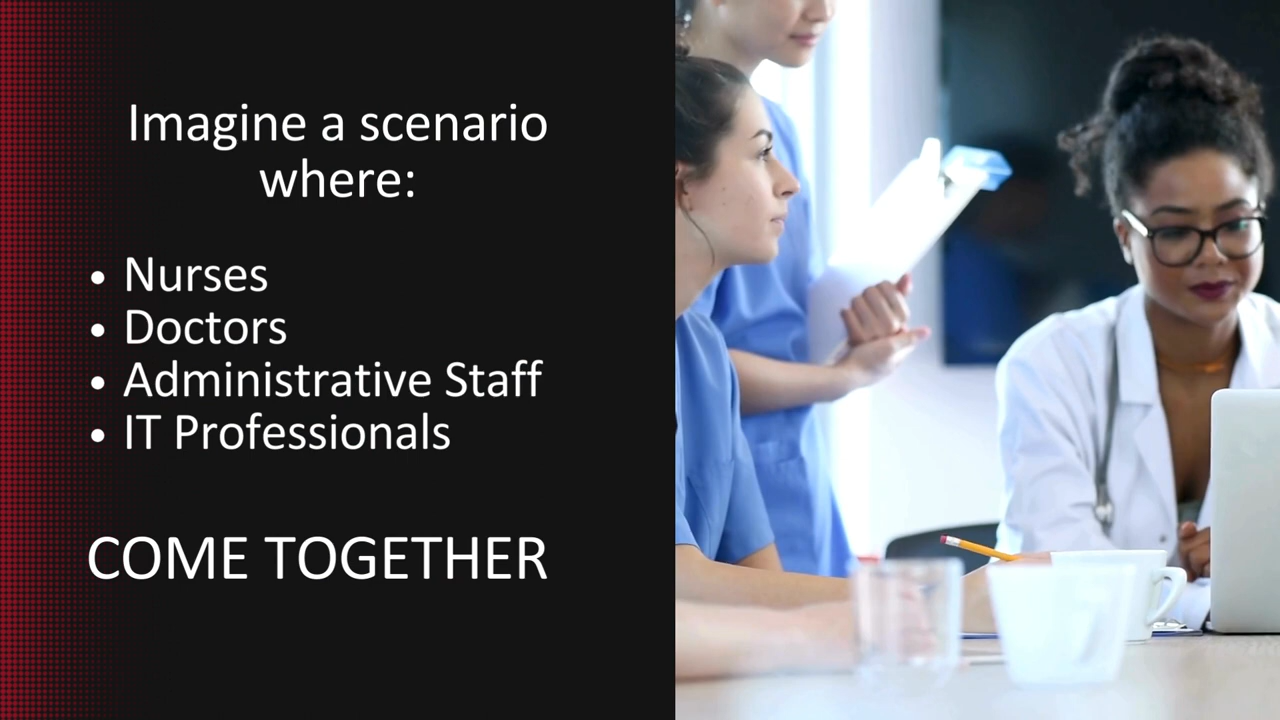 Imagine a scenario
where:
• Nurses
• Doctors
• Administrative Staff
• IT Professionals
COME TOGETHER